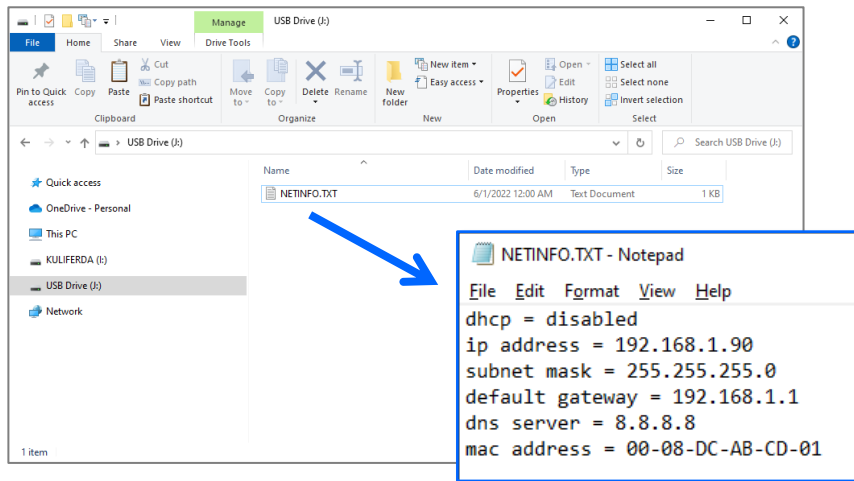 Manage
USB Drive (J:)
File
Home
Share
View
Drive Tools
Pin to Quick access
Copy
Paste
Cut
Copy path
Paste shortcut
Clipboard
Move to
Copy to
Delete
Rename
Organize
New folder
New item
Easy access
New
Properties
Open
Edit
History
Open
Select all
Select none
Invert selection
Select
USB Drive (J:)
Search USB Drive (J:)
Quick access
OneDrive - Personal
This PC
KULIFERDA (I:)
USB Drive (J:)
Network
Name
Date modified
Type
Size
NETINFO.TXT
6/1/2022 12:00 AM
Text Document
1 KB
1 item
NETINFO.TXT - Notepad
File Edit Format View Help
dhcp = disabled
ip address = 192.168.1.90
subnet mask = 255.255.255.0
default gateway = 192.168.1.1
dns server = 8.8.8.8
mac address = 00-08-DC-AB-CD-01